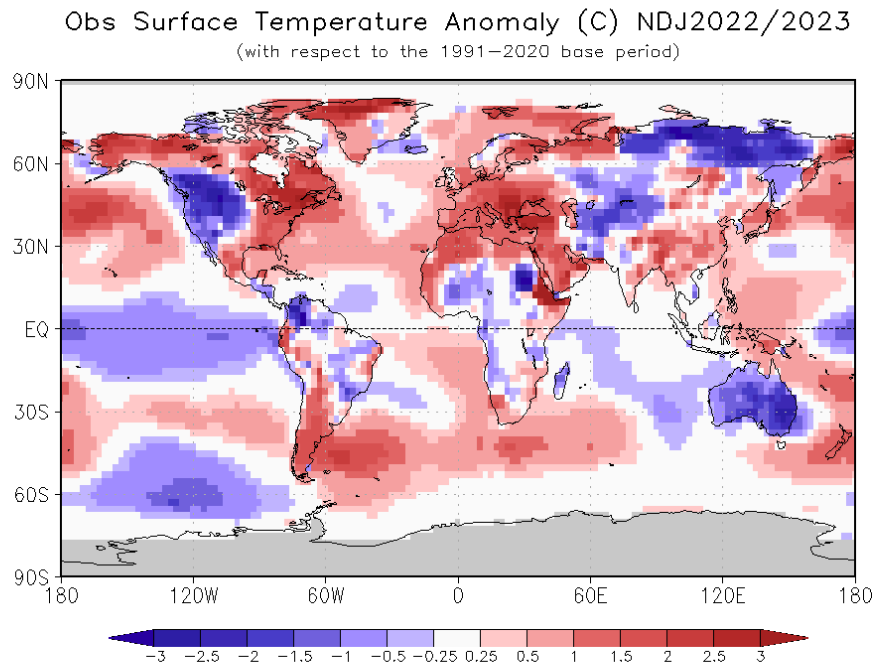 Obs Surface Temperature Anomaly (C) NDJ2022/2023
(with respect to the 1991–2020 base period)
90N
60N
30N
EQ
30S
60S
90S
180 120W 60W 0 60E 120E 180
−3 −2.5 −2 −1.5 −1 −0.5 −0.25 0.25 0.5 1 1.5 2 2.5 3